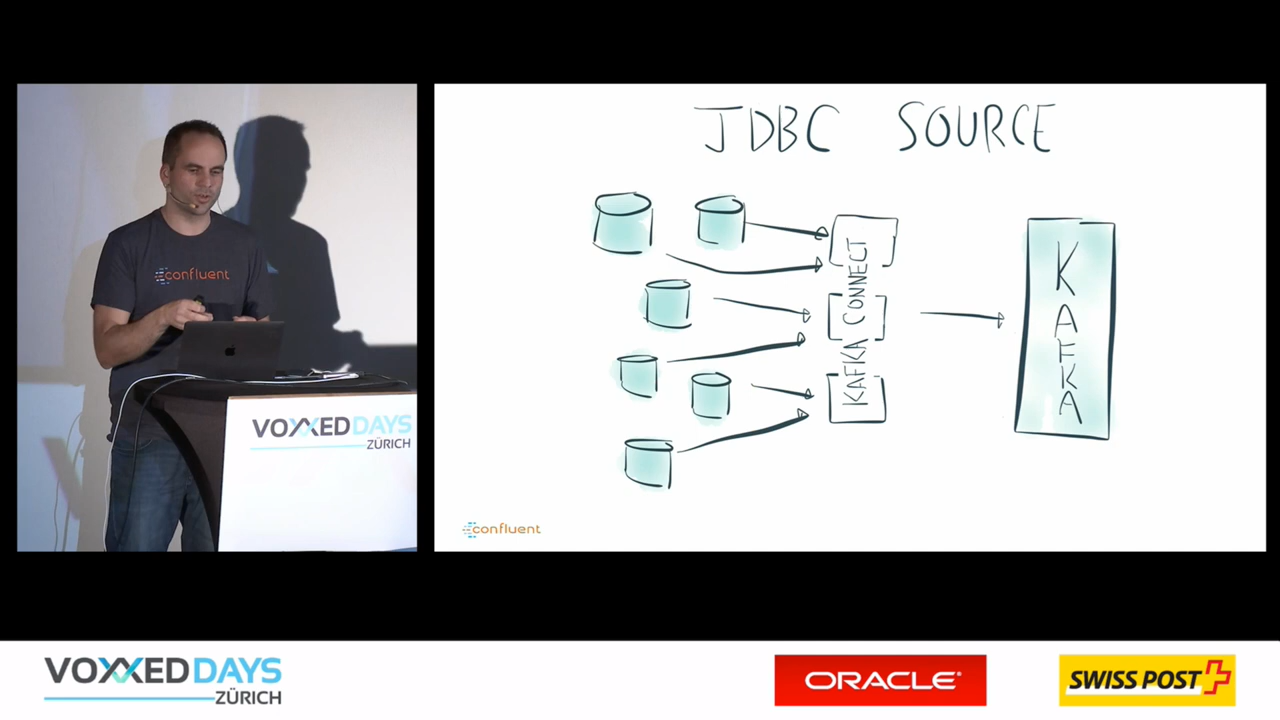 confluent
VOXXED DAYS
ZÜRICH
JDBC SOURCE
KAFKA CONNECT
KAFKA
confluent
VOXXED DAYS
ZÜRICH
ORACLE
SWISS POST